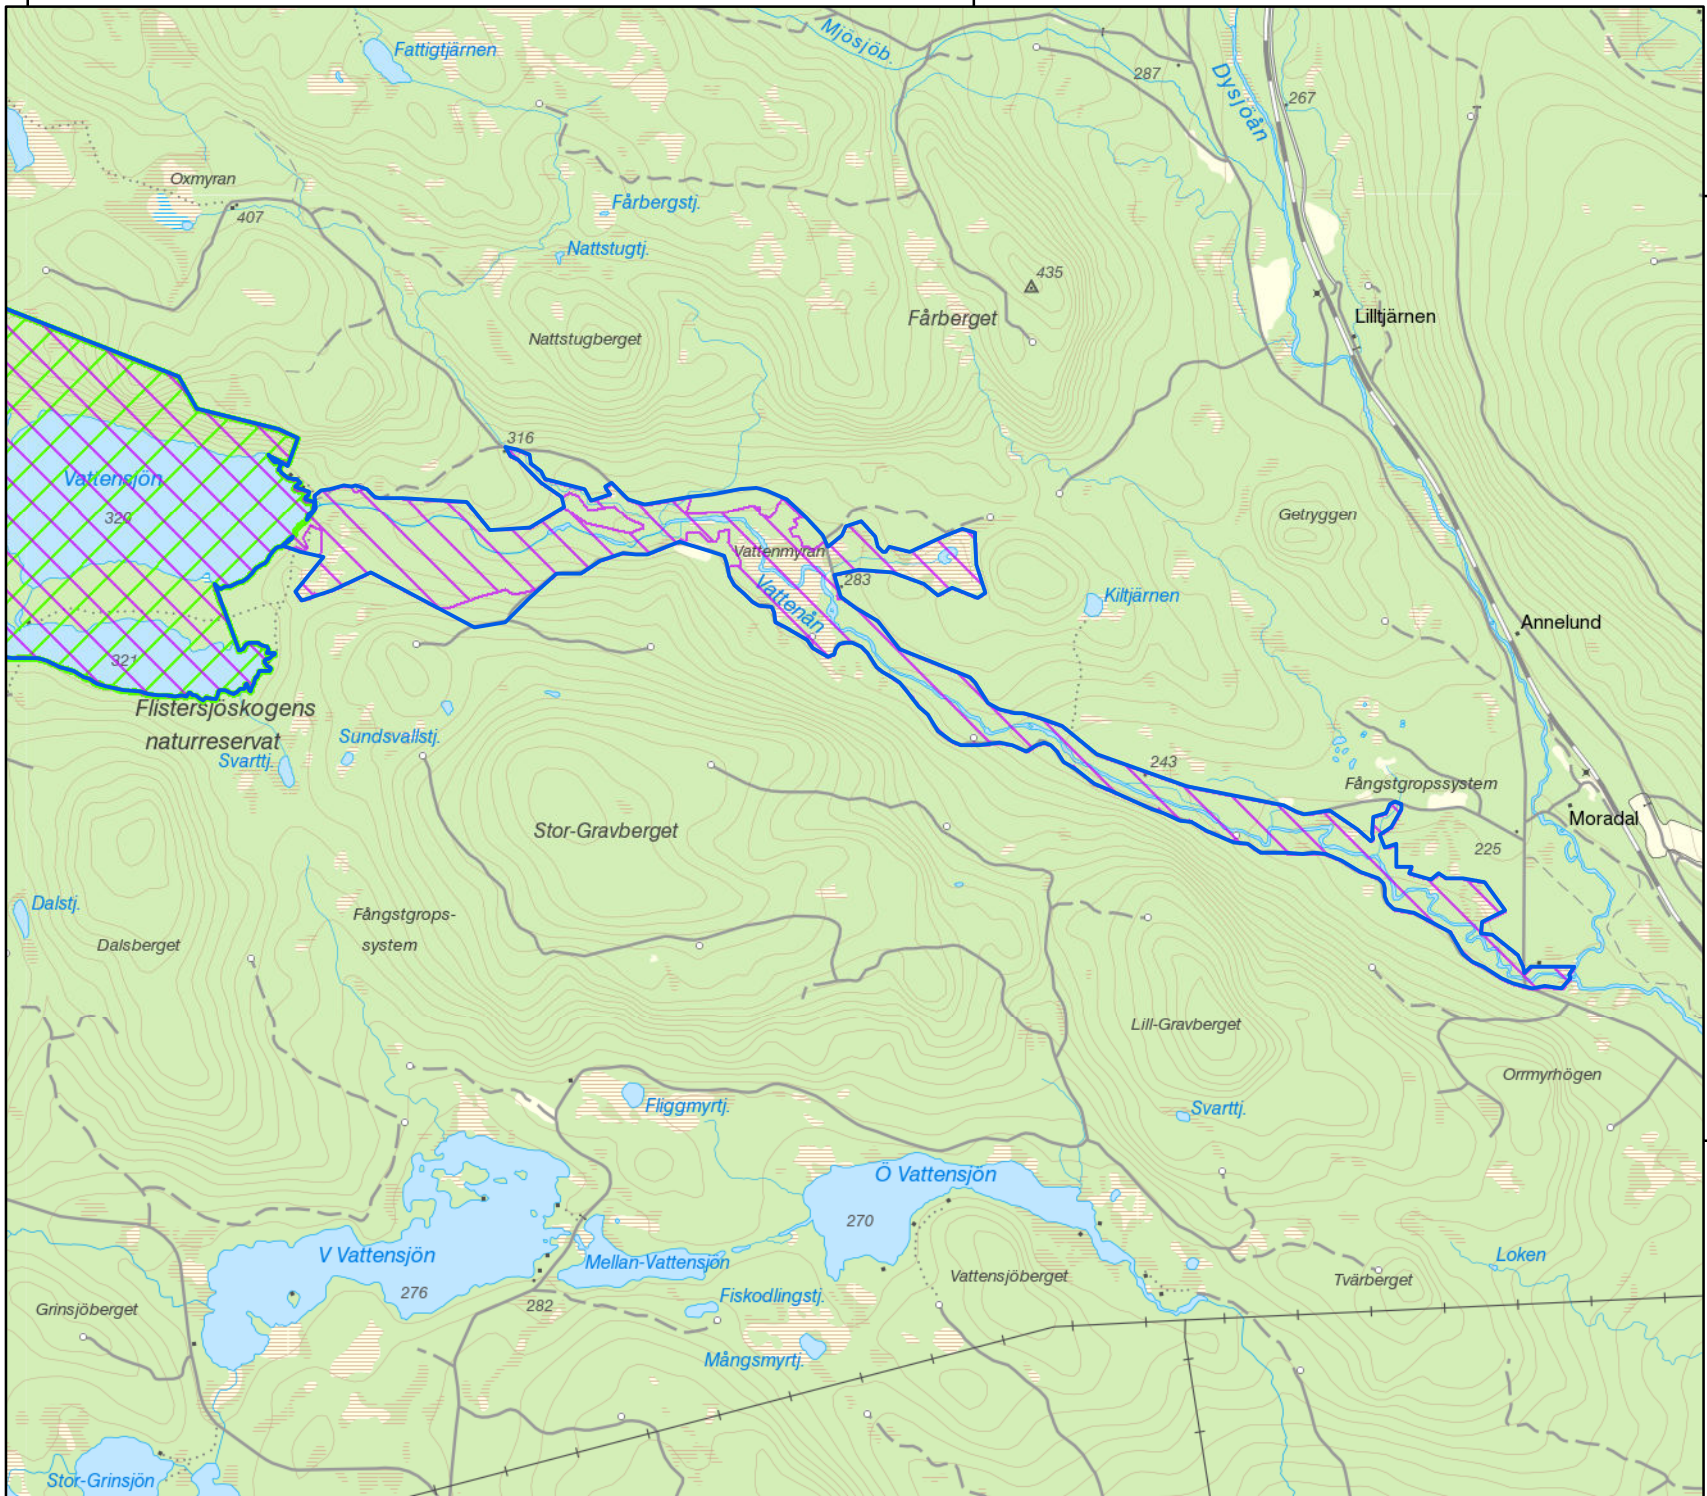 Fattigtjärnen
Mjösjöb.
287
Dysjöån
267
Oxmyran
407
Fårbergstj.
Nattstugtj.
435
Fårberget
Lilltjärnen
Nattstugberget
316
Vattensjön
320
Getryggen
Vattenmyran
283
Vattenån
Kiltjärnen
Annelund
321
Flistersjöskogens
naturreservat
Sundsvallstj.
Svarttj.
243
Fångstgropssystem
Moradal
Stor-Gravberget
225
Dalstj.
Fångstgrops-
system
Dalsberget
Lill-Gravberget
Orrmyrhögen
Fliggmyrtj.
Svarttj.
Ö Vattensjön
270
V Vattensjön
276
Mellan-Vattensjön
Vattensjöberget
Loken
Tvärberget
Fiskodlingstj.
282
Grinsjöberget
Mångsmyrtj.
Stor-Grinsjön